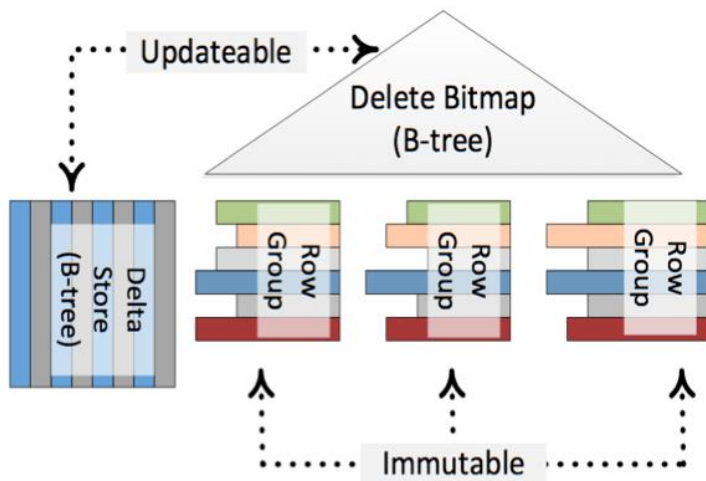 Updateable
Delete Bitmap
(B-tree)
Delta
Store
(B-tree)
Row
Group
Row
Group
Row
Group
Immutable